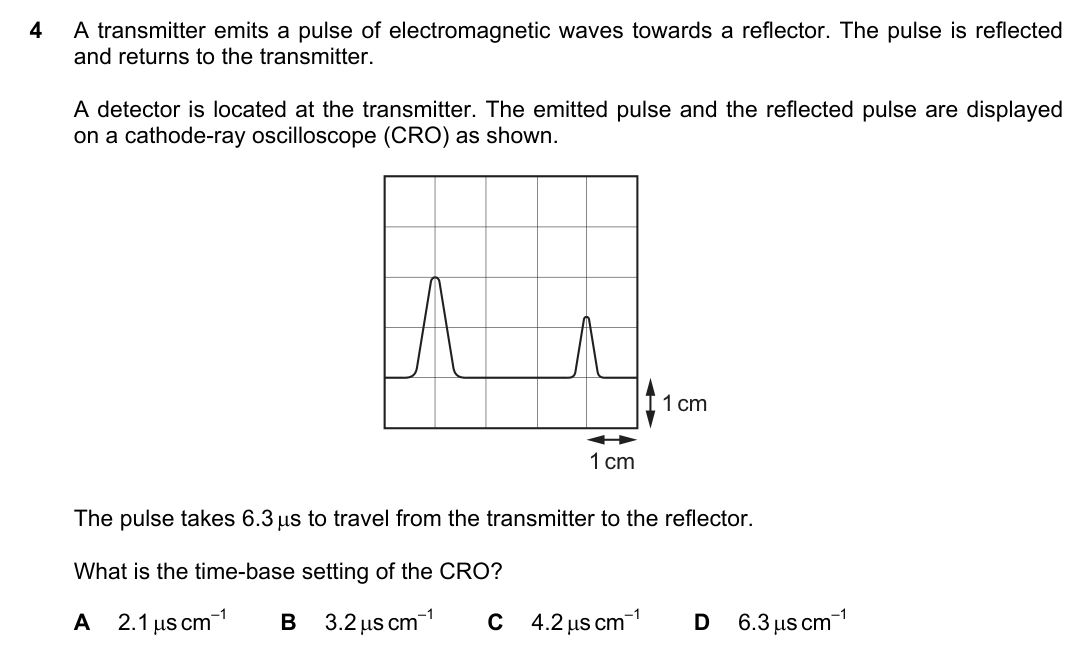 4 A transmitter emits a pulse of electromagnetic waves towards a reflector. The pulse is reflected
and returns to the transmitter.
A detector is located at the transmitter. The emitted pulse and the reflected pulse are displayed
on a cathode-ray oscilloscope (CRO) as shown.
1 cm
1 cm
The pulse takes 6.3 μs to travel from the transmitter to the reflector.
What is the time-base setting of the CRO?
A 2.1 μs cm⁻¹ B 3.2 μs cm⁻¹ C 4.2 μs cm⁻¹ D 6.3 μs cm⁻¹